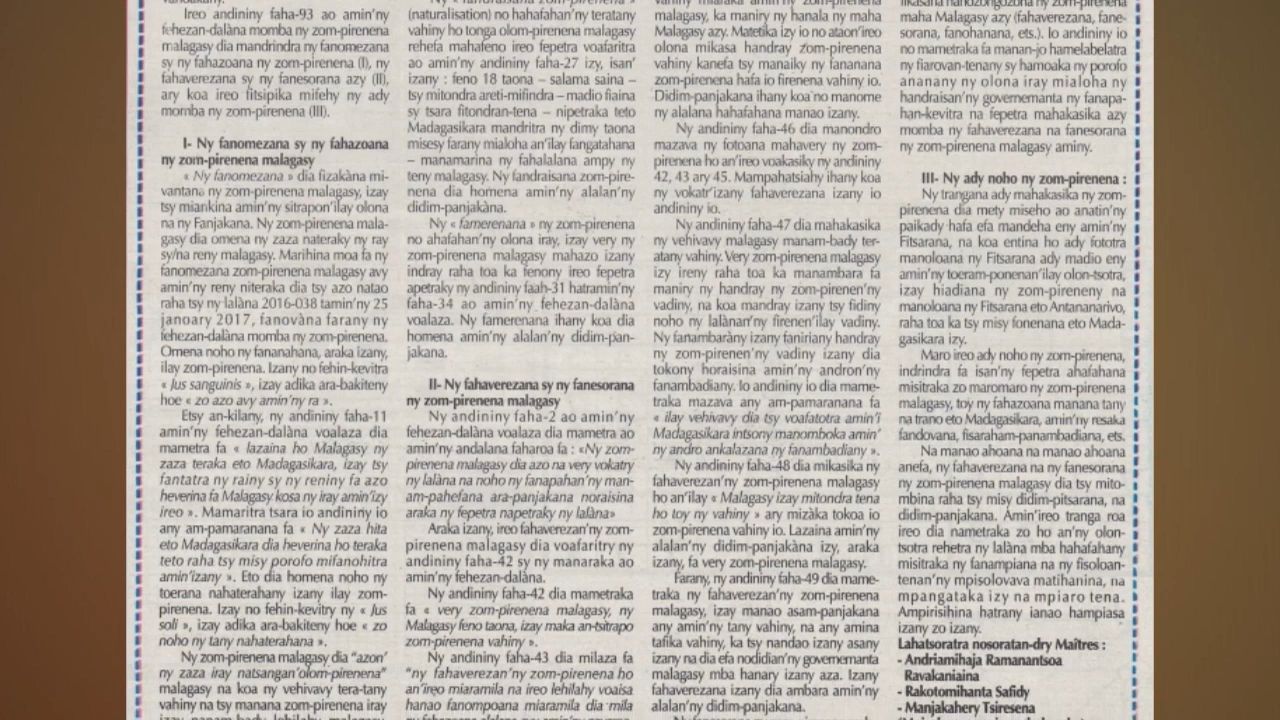 Ireo andininy faha-93 ao amin'ny
fehezan-dalàna momba ny zom-pirenena
malagasy dia mandrindra ny fanomezana
sy ny fahazoana ny zom-pirenena (I), ny
fahaverezana sy ny fanesorana azy (II),
ary koa ireo fitsipika mifehy ny ady
momba ny zom-pirenena (III).
I- Ny fanomezana sy ny fahazoana
ny zom-pirenena malagasy
« Ny fanomezana » dia fizakàna mi-
vantana ny zom-pirenena malagasy, izay
tsy miankina amin'ny sitrapon'ilay olona
na ny Fanjakana. Ny zom-pirenena mala-
gasy dia omena ny zaza nateraky ny ray
sy/na reny malagasy. Marihina moa fa ny
fanomezana zom-pirenena malagasy avy
amin'ny reny niteraka dia tsy azo natao
raha tsy ny lalàna 2016-038 tamin'ny 25
janoary 2017, fanovàna farany ny
fehezan-dalàna momba ny zom-pirenena.
Omena noho ny fananahana, araka izany,
ilay zom-pirenena. Izany no fehin-kevitra
« Jus sanguinis », izay adika ara-bakiteny
hoe « zo azo avy amin'ny ra ».
Etsy an-kilany, ny andininy faha-11
amin'ny fehezan-dalàna voalaza dia
mametra fa « lazaina ho Malagasy ny
zaza teraka eto Madagasikara, izay tsy
fantatra ny rainy sy ny reniny fa azo
heverina fa Malagasy kosa ny iray amin'izy
ireo ». Mamaritra tsara io andininy io
any am-pamaranana fa « Ny zaza hita
eto Madagasikara dia heverina ho teraka
teto raha tsy misy porofo mifanohitra
amin'izany ». Eto dia homena noho ny
toerana nahaterahany izany ilay zom-
pirenena. Izay no fehin-kevitry ny « Jus
soli », izay adika ara-bakiteny hoe « zo
noho ny tany nahaterahana ».
Ny zom-pirenena malagasy dia "azon'
ny zaza iray natsangan'olom-pirenena"
malagasy na koa ny vehivavy tera-tany
vahiny na tsy manana zom-pirenena iray
(naturalisation) no hahafahan'ny teratany
vahiny ho tonga olom-pirenena malagasy
rehefa mahafeno ireo fepetra voafaritra
ao amin'ny andininy faha-27 izy, isan'
izany : feno 18 taona – salama saina –
tsy mitondra areti-mifindra – madio fiaina
sy tsara fitondran-tena – nipetraka teto
Madagasikara mandritra ny dimy taona
misesy farany mialoha an'ilay fangatahana
– manamarina ny fahalalana ampy ny
teny malagasy. Ny fandraisana zom-pire-
nena dia homena amin'ny alalan'ny
didim-panjakàna.
Ny « famerenana » ny zom-pirenena
no ahafahan'ny olona iray, izay very ny
zom-pirenena malagasy mahazo izany
indray raha toa ka fenony ireo fepetra
apetraky ny andininy faah-31 hatramin'ny
faha-34 ao amin'ny fehezan-dalàna
voalaza. Ny famerenana ihany koa dia
homena amin'ny alalan'ny didim-pan-
jakana.
II- Ny fahaverezana sy ny fanesorana
ny zom-pirenena malagasy
Ny andininy faha-2 ao amin'ny
fehezan-dalàna voalaza dia mametra ao
amin'ny andalana faharoa fa : «Ny zom-
pirenena malagasy dia azo na very vokatry
ny lalàna na noho ny fanapahan'ny man-
am-pahefana ara-panjakana noraisina
araka ny fepetra napetraky ny lalàna»
Araka izany, ireo fahaverezan'ny zom-
pirenena malagasy dia voafaritry ny
andininy faha-42 sy ny manaraka ao
amin'ny fehezan-dalàna.
Ny andininy faha-42 dia mametraka
fa « very zom-pirenena malagasy, ny
Malagasy feno taona, izay maka an-tsitrapo
zom-pirenena vahiny ».
Ny andininy faha-43 dia milaza fa
"ny fahaverezan'ny zom-pirenena ho
an'ireo miaramila na ireo lehilahy voaisa
hanao fanompoana miaramila dia mila
malagasy, ka maniry ny hanala ny maha
Malagasy azy. Matetika izy io no ataon'ireo
olona mikasa handray zom-pirenena
vahiny kanefa tsy manaiky ny fananana
zom-pirenena hafa io firenena vahiny io.
Didim-panjakana ihany koa no manome
ny alalana hahafahana manao izany.
Ny andininy faha-46 dia manondro
mazava ny fotoana mahavery ny zom-
pirenena ho an'ireo voakasiky ny andininy
42, 43 ary 45. Mampahatsiahy ihany koa
ny vokatr'izany fahaverezana izany io
andininy io.
Ny andininy faha-47 dia mahakasika
ny vehivavy malagasy manam-bady ter-
atany vahiny. Very zom-pirenena malagasy
izy ireny raha toa ka manambara fa
maniry ny handray ny zom-pirenen'ny
vadiny, na koa mandray izany tsy fidiny
noho ny lalànan'ny firenen'ilay vadiny.
Ny fanambaràny izany faniriany handray
ny zom-pirenen'ny vadiny izany dia
tokony horaisina amin'ny andron'ny
fanambadiany. Io andininy io dia mame-
traka mazava any am-pamaranana fa
« ilay vehivavy dia tsy voafatotra amin'i
Madagasikara intsony manomboka amin'
ny andro ankalazana ny fanambadiany ».
Ny andininy faha-48 dia mikasika ny
fahaverezan'ny zom-pirenena malagasy
ho an'ilay « Malagasy izay mitondra tena
ho toy ny vahiny » ary mizàka tokoa io
zom-pirenena vahiny io. Lazaina amin'ny
alalan'ny didim-panjakàna izy, araka
izany, fa very zom-pirenena malagasy.
Farany, ny andininy faha-49 dia mame-
traka ny fahaverezan'ny zom-pirenena
malagasy, izay manao asam-panjakana
any amin'ny tany vahiny, na any amina
tafika vahiny, ka tsy nandao izany asany
izany na dia efa nodidian'ny governemanta
malagasy mba hanary izany aza. Izany
fahaverezana izany dia ambara amin'ny
alalan'ny didim-panjakana.
maha Malagasy azy (fahaverezana, fane-
sorana, fanohanana, ets.). Io andininy io
no mametraka fa manan-jo hamelabelatra
ny fiarovan-tenany sy hamoaka ny porofo
ananany ny olona iray mialoha ny
handraisan'ny governemanta ny fanapa-
han-kevitra na fepetra mahakasika azy
momba ny fahaverezana na fanesorana
ny zom-pirenena malagasy aminy.
III- Ny ady noho ny zom-pirenena :
Ny trangana ady mahakasika ny zom-
pirenena dia mety miseho ao anatin'ny
paikady hafa efa mandeha eny amin'ny
Fitsarana, na koa entina ho ady fototra
manoloana ny Fitsarana ady madio eny
amin'ny toeram-ponenan'ilay olon-tsotra,
izay hiadiana ny zom-pireneny na
manoloana ny Fitsarana eto Antananarivo,
raha toa ka tsy misy fonenana eto Mada-
gasikara izy.
Maro ireo ady noho ny zom-pirenena,
indrindra fa isan'ny fepetra ahafahana
misitraka zo maromaro ny zom-pirenena
malagasy, toy ny fahazoana manana tany
na trano eto Madagasikara, amin'ny resaka
fandovana, fisaraham-panambadiana, ets.
Na manao ahoana na manao ahoana
anefa, ny fahaverezana na ny fanesorana
ny zom-pirenena malagasy dia tsy mito-
mbina raha tsy misy didim-pitsarana, na
didim-panjakana. Amin'ireo tranga roa
ireo dia nametraka zo ho an'ny olon-
tsotra rehetra ny lalàna mba hahafahany
misitraka ny fanampiana na ny fisoloan-
tenan'ny mpisolovava matihanina, na
mpangataka izy na mpiaro tena.
Ampirisihina hatrany ianao hampiasa
izany zo izany.
Lahatsoratra nosoratan-dry Maîtres :
- Andriamihaja Ramanantsoa
Ravakaniaina
- Rakotomihanta Safidy
- Manjakahery Tsiresena